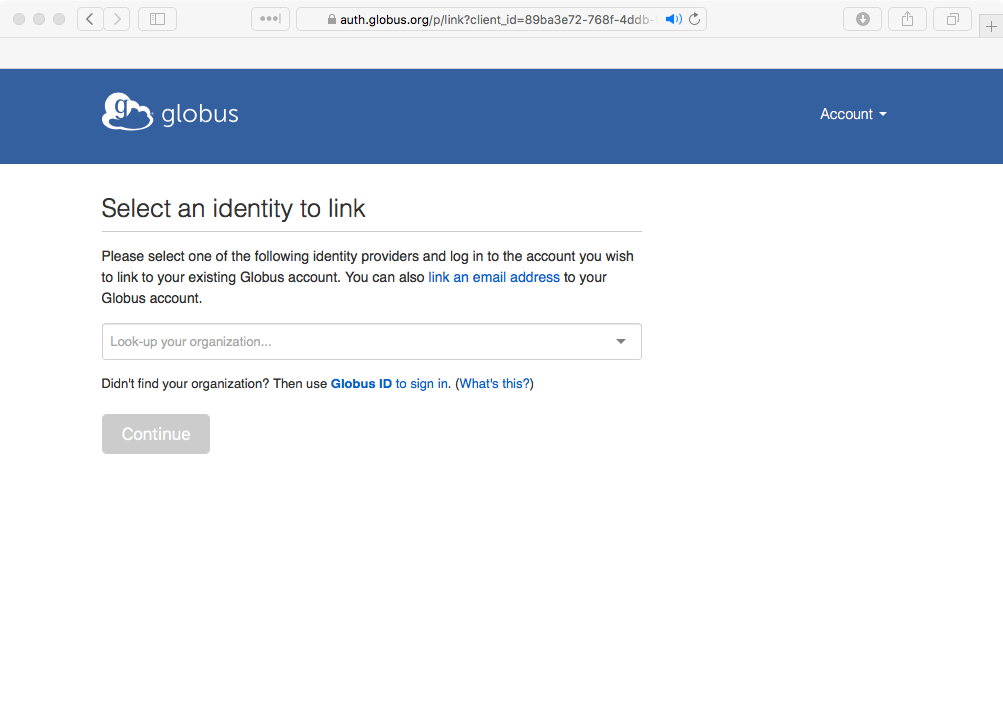 auth.globus.org/p/link?client_id=89ba3e72-768f-4ddb-
globus
Account
Select an identity to link
Please select one of the following identity providers and log in to the account you wish
to link to your existing Globus account. You can also link an email address to your
Globus account.
Look-up your organization...
Didn't find your organization? Then use Globus ID to sign in. (What's this?)
Continue